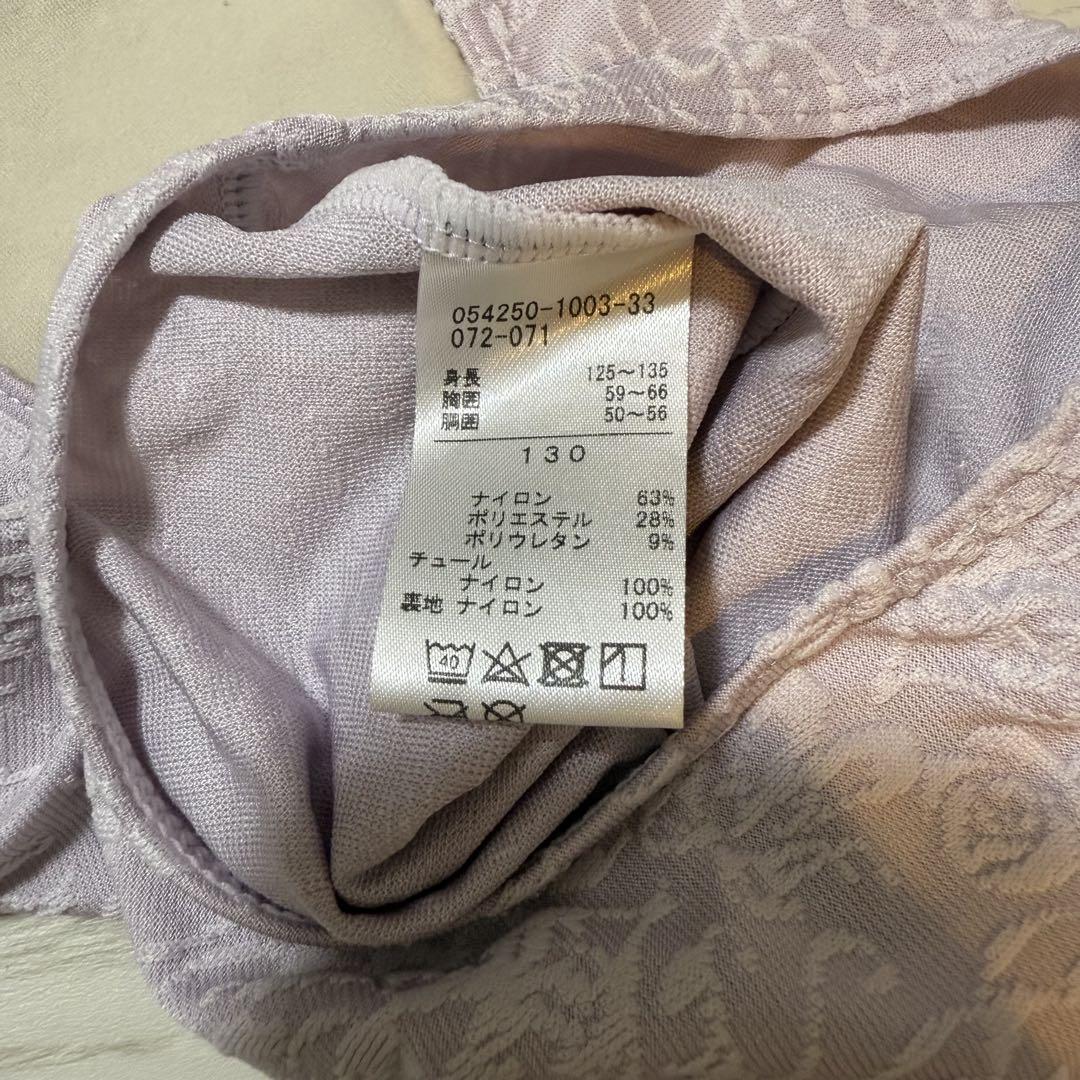 054250-1003-33
072-071
身長 125〜135
胸囲 59〜66
胴囲 50〜56
130
ナイロン 63%
ポリエステル 28%
ポリウレタン 9%
チュール
ナイロン 100%
裏地 ナイロン 100%
40